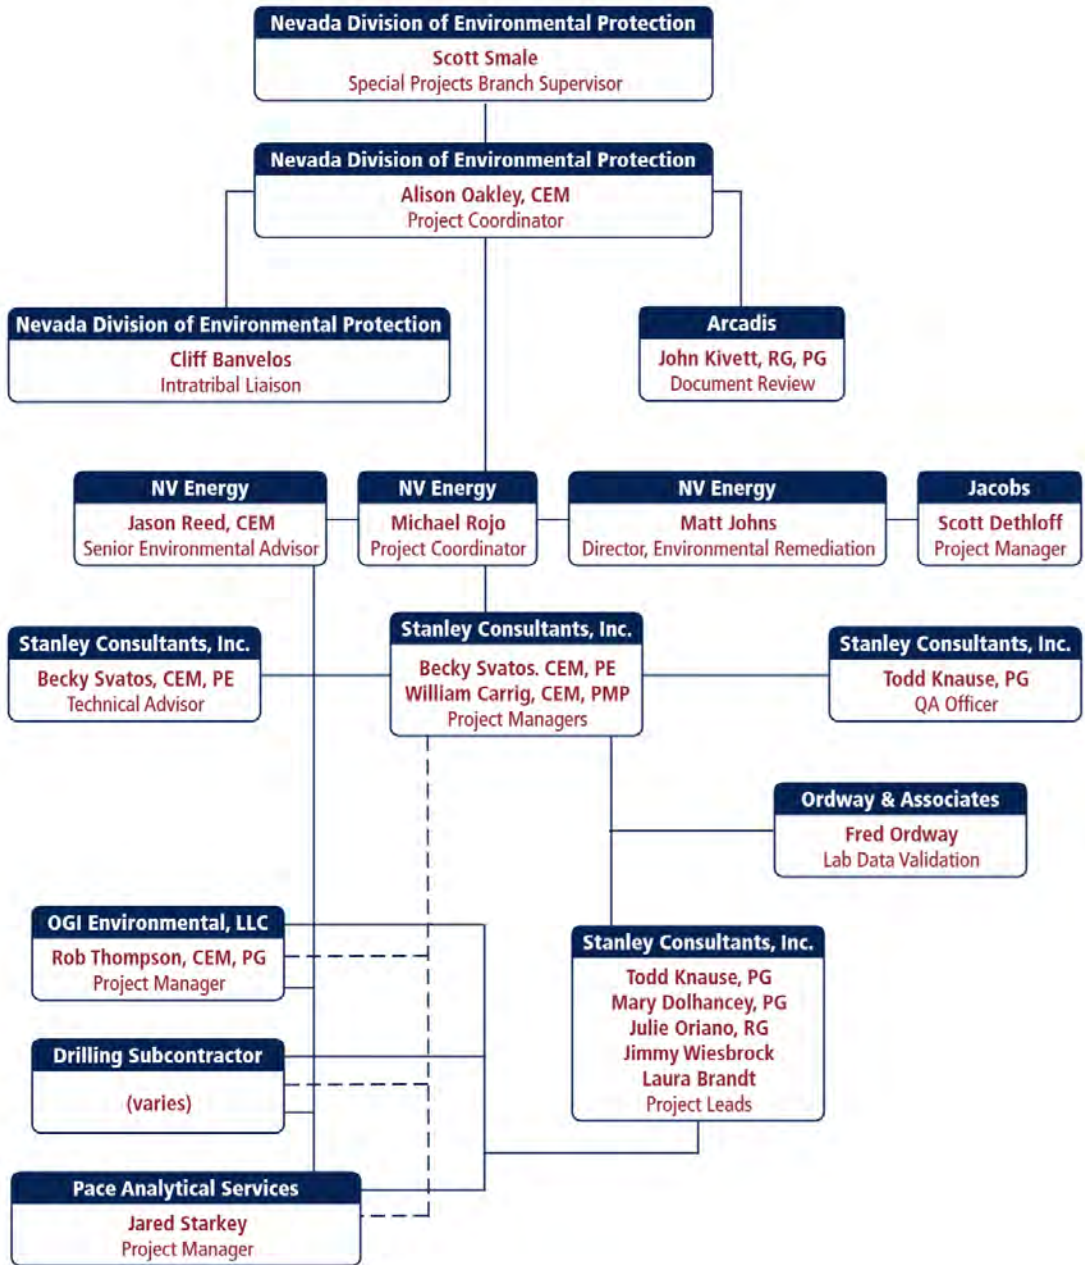 Nevada Division of Environmental Protection
Scott Smale
Special Projects Branch Supervisor
Nevada Division of Environmental Protection
Alison Oakley, CEM
Project Coordinator
Nevada Division of Environmental Protection
Cliff Banvelos
Intratribal Liaison
Arcadis
John Kivett, RG, PG
Document Review
NV Energy
Jason Reed, CEM
Senior Environmental Advisor
NV Energy
Michael Rojo
Project Coordinator
NV Energy
Matt Johns
Director, Environmental Remediation
Jacobs
Scott Dethloff
Project Manager
Stanley Consultants, Inc.
Becky Svatos, CEM, PE
Technical Advisor
Stanley Consultants, Inc.
Becky Svatos. CEM, PE
William Carrig, CEM, PMP
Project Managers
Stanley Consultants, Inc.
Todd Knause, PG
QA Officer
Ordway & Associates
Fred Ordway
Lab Data Validation
OGI Environmental, LLC
Rob Thompson, CEM, PG
Project Manager
Stanley Consultants, Inc.
Todd Knause, PG
Mary Dolhancey, PG
Julie Oriano, RG
Jimmy Wiesbrock
Laura Brandt
Project Leads
Drilling Subcontractor
(varies)
Pace Analytical Services
Jared Starkey
Project Manager